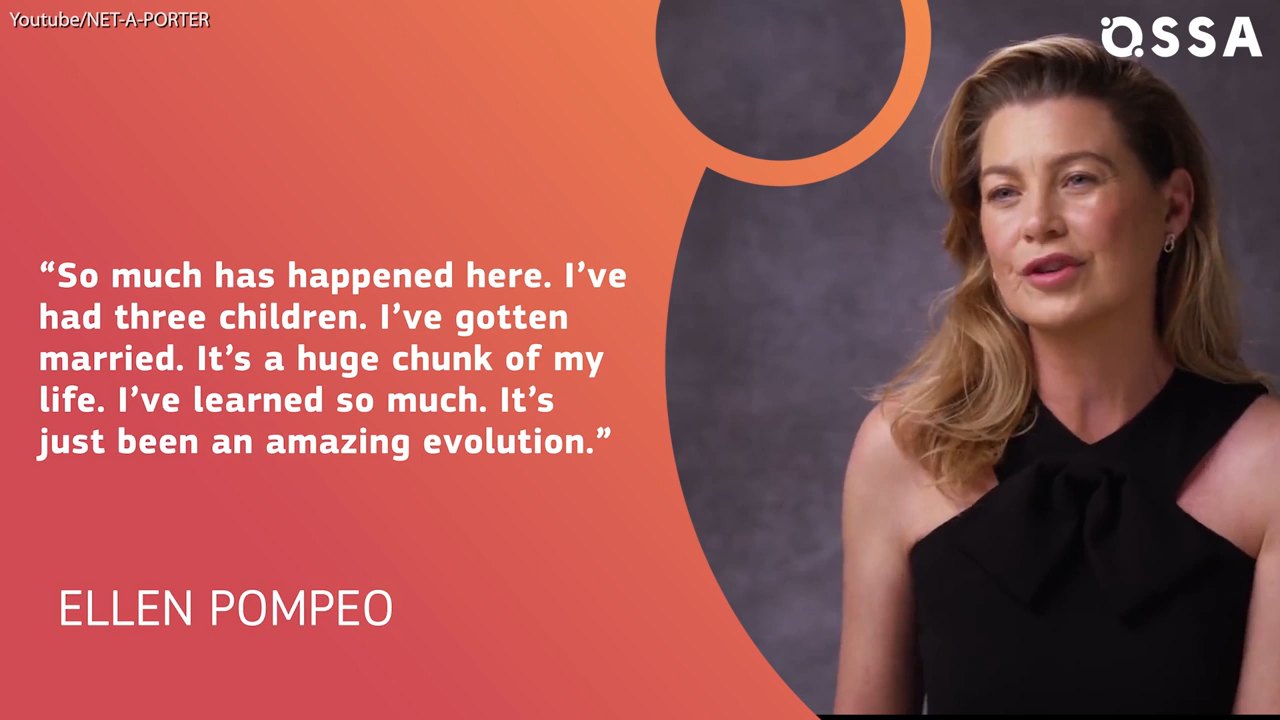 Youtube/NET-A-PORTER
OSSA
“So much has happened here. I’ve
had three children. I’ve gotten
married. It’s a huge chunk of my
life. I’ve learned so much. It’s
just been an amazing evolution.”
ELLEN POMPEO